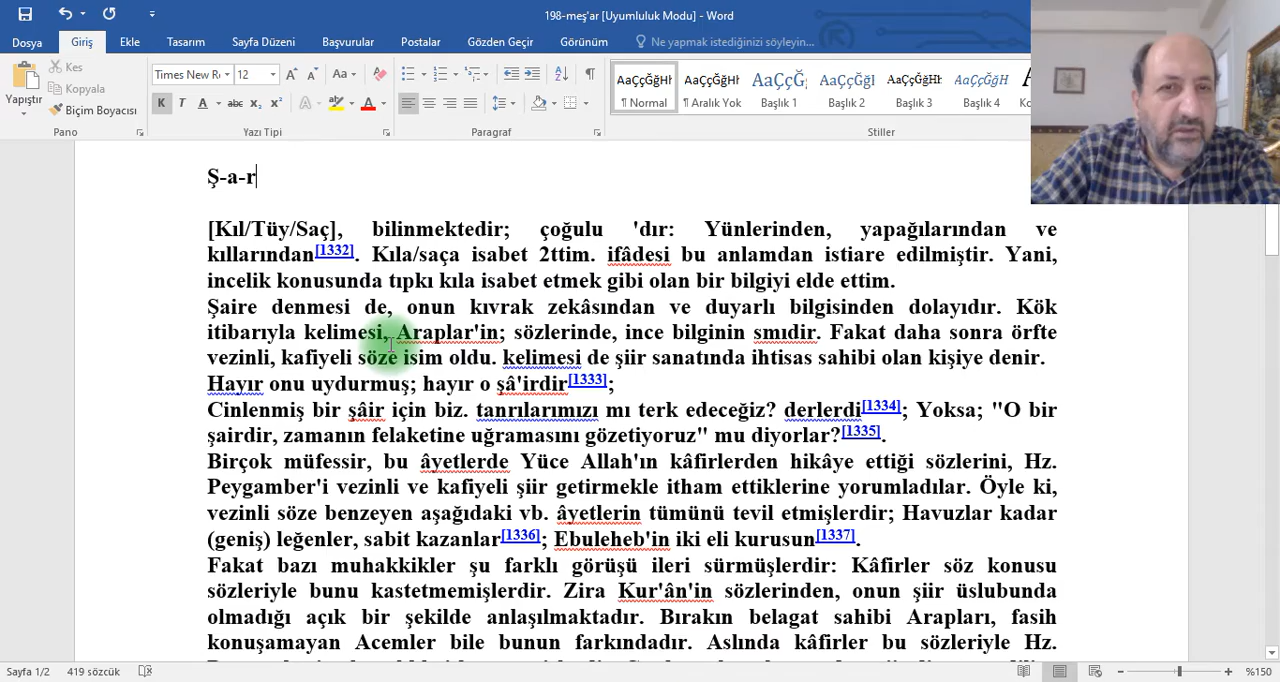 198-meş'ar [Uyumluluk Modu] - Word
Dosya Giriş Ekle Tasarım Sayfa Düzeni Başvurular Postalar Gözden Geçir Görünüm Ne yapmak istediğinizi söyleyin...
Yapıştır
Kes
Kopyala
Biçim Boyacısı
Pano
Times New Ro 12
Yazı Tipi
Paragraf
AaÇçĞğHł AaÇçĞğHł AaÇçĞğ AaÇçĞğI AaÇçĞğHł AaÇçĞğH
¶ Normal ¶ Aralık Yok Başlık 1 Başlık 2 Başlık 3 Başlık 4
Stiller
Ş-a-r
[Kıl/Tüy/Saç], bilinmektedir; çoğulu 'dır: Yünlerinden, yapağılarından ve
kıllarından[1332]. Kıla/saça isabet 2ttim. ifâdesi bu anlamdan istiare edilmiştir. Yani,
incelik konusunda tıpkı kıla isabet etmek gibi olan bir bilgiyi elde ettim.
Şaire denmesi de, onun kıvrak zekâsından ve duyarlı bilgisinden dolayıdır. Kök
itibarıyla kelimesi, Araplar'in; sözlerinde, ince bilginin smıdir. Fakat daha sonra örfte
vezinli, kafiyeli söze isim oldu. kelimesi de şiir sanatında ihtisas sahibi olan kişiye denir.
Hayır onu uydurmuş; hayır o şâ'irdir[1333];
Cinlenmiş bir şâir için biz. tanrılarımızi mı terk edeceğiz? derlerdi[1334]; Yoksa; "O bir
şairdir, zamanın felaketine uğramasını gözetiyoruz" mu diyorlar?[1335].
Birçok müfessir, bu âyetlerde Yüce Allah'ın kâfirlerden hikâye ettiği sözlerini, Hz.
Peygamber'i vezinli ve kafiyeli şiir getirmekle itham ettiklerine yorumladılar. Öyle ki,
vezinli söze benzeyen aşağıdaki vb. âyetlerin tümünü tevil etmişlerdir; Havuzlar kadar
(geniş) leğenler, sabit kazanlar[1336]; Ebuleheb'in iki eli kurusun[1337].
Fakat bazı muhakkikler şu farklı görüşü ileri sürmüşlerdir: Kâfirler söz konusu
sözleriyle bunu kastetmemişlerdir. Zira Kur'ân'in sözlerinden, onun şiir üslubunda
olmadığı açık bir şekilde anlaşılmaktadır. Bırakın belagat sahibi Arapları, fasih
konuşamayan Acemler bile bunun farkındadır. Aslında kâfirler bu sözleriyle Hz.
Sayfa 1/2 419 sözcük %150